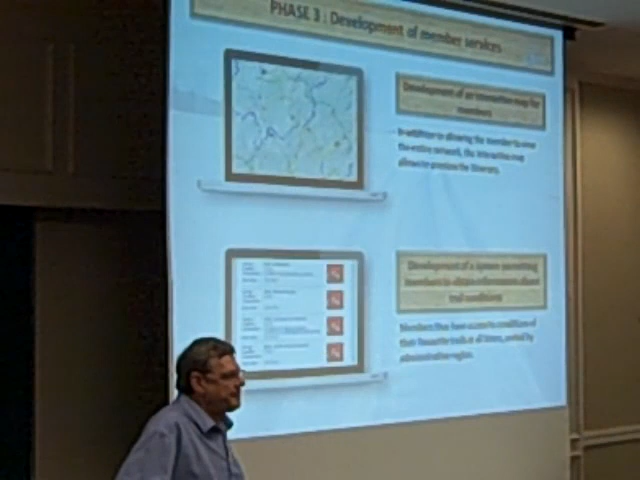 PHASE 3 : Development of member services
Development of an interactive map for
members
In addition to allowing the member to view
the entire network, the interactive map
allows to preview the itinerary.
Development of a system permitting
members to obtain information about
trail conditions
Members thus have access to conditions of
their favourite trails at all times, sorted by
administrative region.